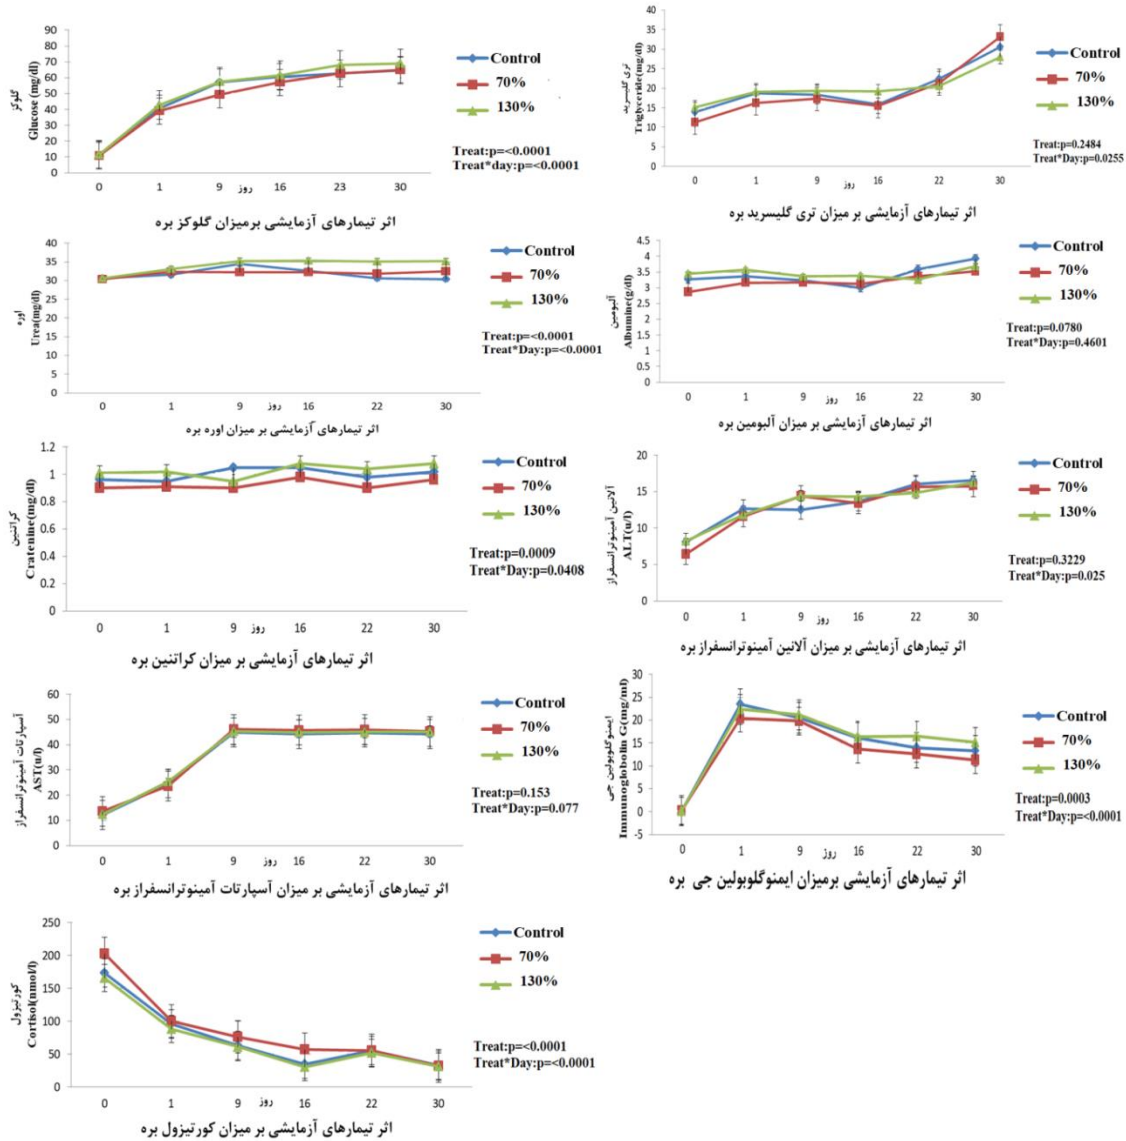 گلوکز
Glucose (mg/dl)
90
80
70
60
50
40
30
20
10
0
0 1 9 روز 16 23 30
Control
70%
130%
Treat:p=<0.0001
Treat*day:p=<0.0001
اثر تیمارهای آزمایشی برمیزان گلوکز بره
تری گلیسرید
Triglyceride(mg/dl)
40
35
30
25
20
15
10
5
0
0 1 9 روز 16 22 30
Control
70%
130%
Treat:p=0.2484
Treat*Day:p=0.0255
اثر تیمارهای آزمایشی بر میزان تری گلیسرید بره
اوره
Urea(mg/dl)
40
35
30
25
20
15
10
5
0
0 1 9 روز 16 22 30
Control
70%
130%
Treat:p=<0.0001
Treat*Day:p=<0.0001
اثر تیمارهای آزمایشی بر میزان اوره بره
آلبومین
Albumine(g/dl)
4.5
4
3.5
3
2.5
2
1.5
1
0.5
0
0 1 9 روز 16 22 30
Control
70%
130%
Treat:p=0.0780
Treat*Day:p=0.4601
اثر تیمارهای آزمایشی بر میزان آلبومین بره
کراتنین
Cratenine(mg/dl)
1.2
1
0.8
0.6
0.4
0.2
0
0 1 9 روز 16 22 30
Control
70%
130%
Treat:p=0.0009
Treat*Day:p=0.0408
اثر تیمارهای آزمایشی بر میزان کراتنین بره
آلانین آمینوترانسفراز
ALT(u/l)
20
15
10
5
0
0 1 9 روز 16 22 30
Control
70%
130%
Treat:p=0.3229
Treat*Day:p=0.025
اثر تیمارهای آزمایشی بر میزان آلانین آمینوترانسفراز بره
آسپارتات آمینوترانسفراز
AST(u/l)
60
50
40
30
20
10
0
0 1 9 روز 16 22 30
Control
70%
130%
Treat:p=0.153
Treat*Day:p=0.077
اثر تیمارهای آزمایشی بر میزان آسپارتات آمینوترانسفراز بره
ایمنوگلوبولین جی
Immunoglobolin G(mg/ml)
30
25
20
15
10
5
0
-5
0 1 9 روز 16 22 30
Control
70%
130%
Treat:p=0.0003
Treat*Day:p=<0.0001
اثر تیمارهای آزمایشی برمیزان ایمنوگلوبولین جی بره
کورتیزول
Cortisol(nmol/l)
250
200
150
100
50
0
0 1 9 روز 16 22 30
Control
70%
130%
Treat:p=<0.0001
Treat*Day:p=<0.0001
اثر تیمارهای آزمایشی بر میزان کورتیزول بره